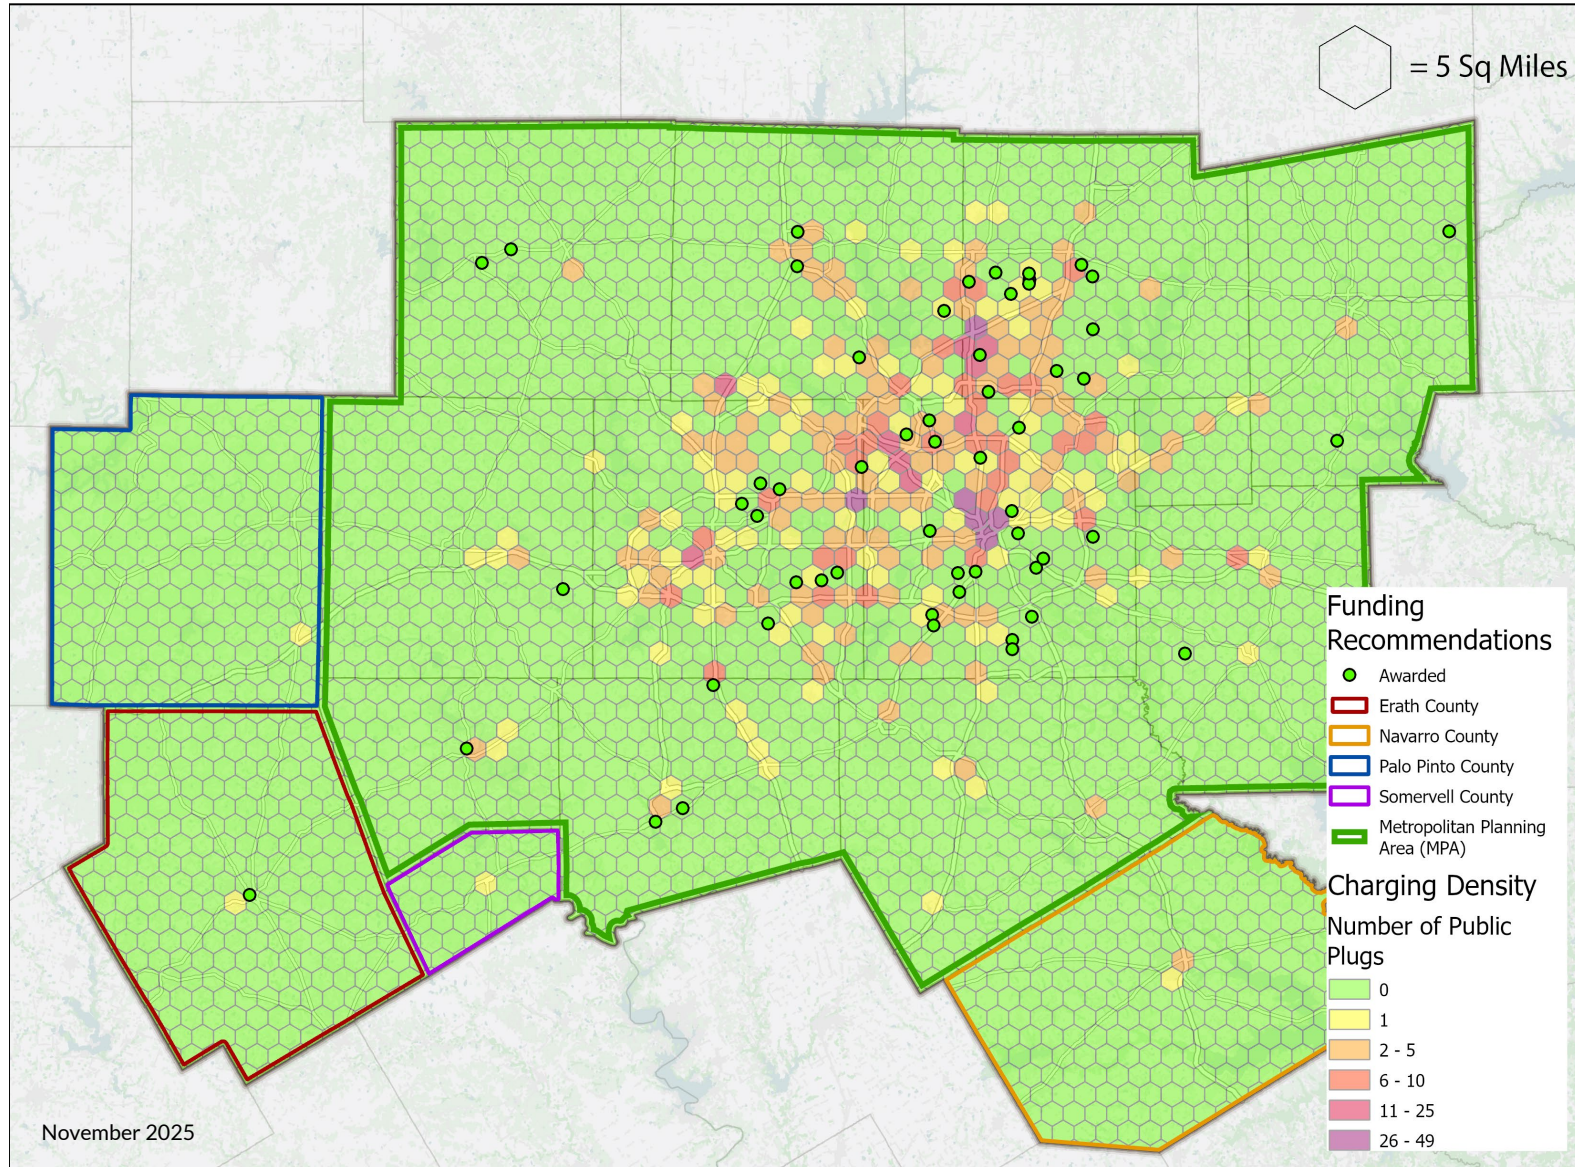 = 5 Sq Miles
Funding
Recommendations
Awarded
Erath County
Navarro County
Palo Pinto County
Somervell County
Metropolitan Planning
Area (MPA)
Charging Density
Number of Public
Plugs
0
1
2 - 5
6 - 10
11 - 25
26 - 49
November 2025